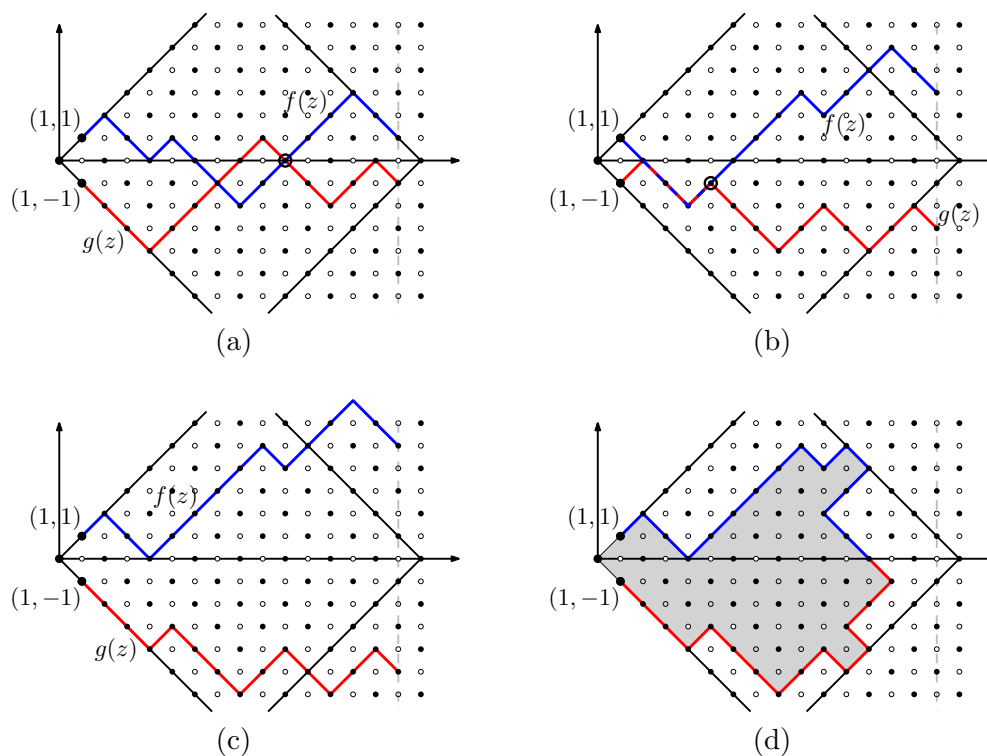 f(z)
(1, 1)
(1, −1)
g(z)
(a)
(1, 1)
f(z)
(1, −1)
g(z)
(b)
f(z)
(1, 1)
(1, −1)
g(z)
(c)
(1, 1)
(1, −1)
(d)